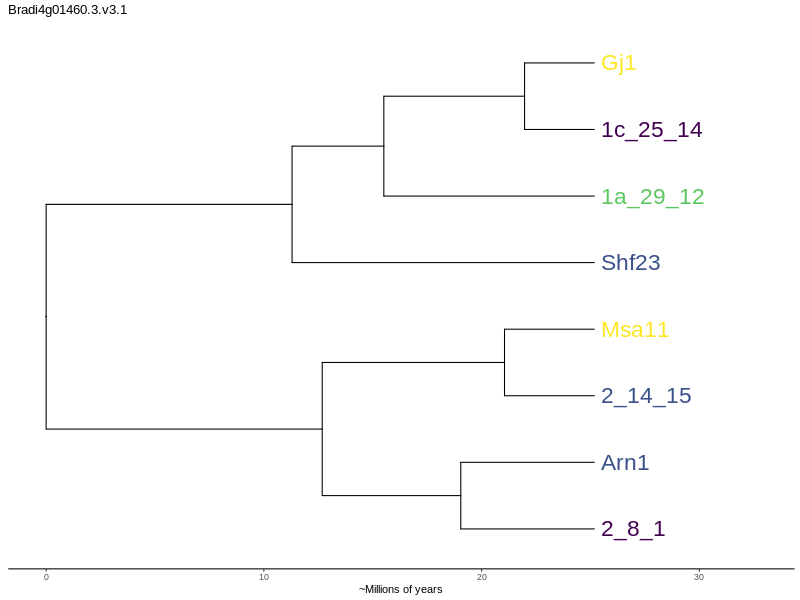 Bradi4g01460.3.v3.1
Gj1
1c_25_14
1a_29_12
Shf23
Msa11
2_14_15
Arn1
2_8_1
0 10 20 30
~Millions of years